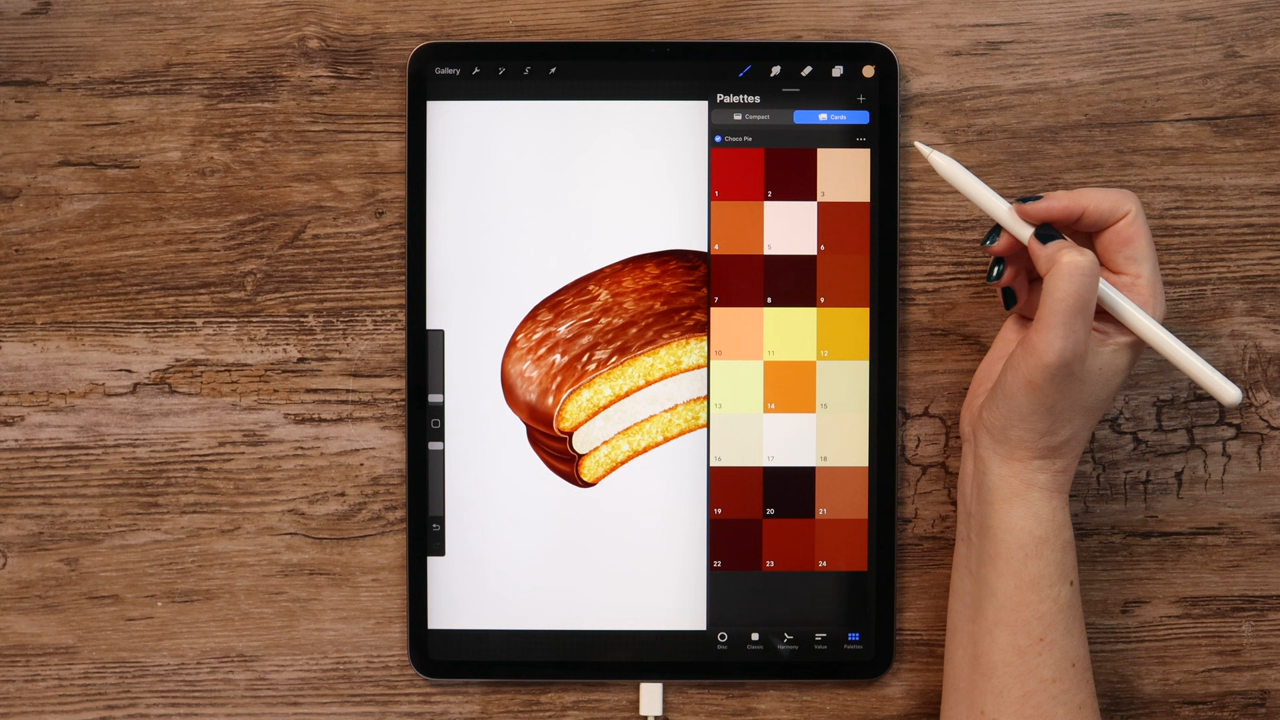 Gallery
Palettes
Compact
Cards
Choco Pie
1 2 3
4 5 6
7 8 9
10 11 12
13 14 15
16 17 18
19 20 21
22 23 24
Disc Classic Harmony Value Palettes